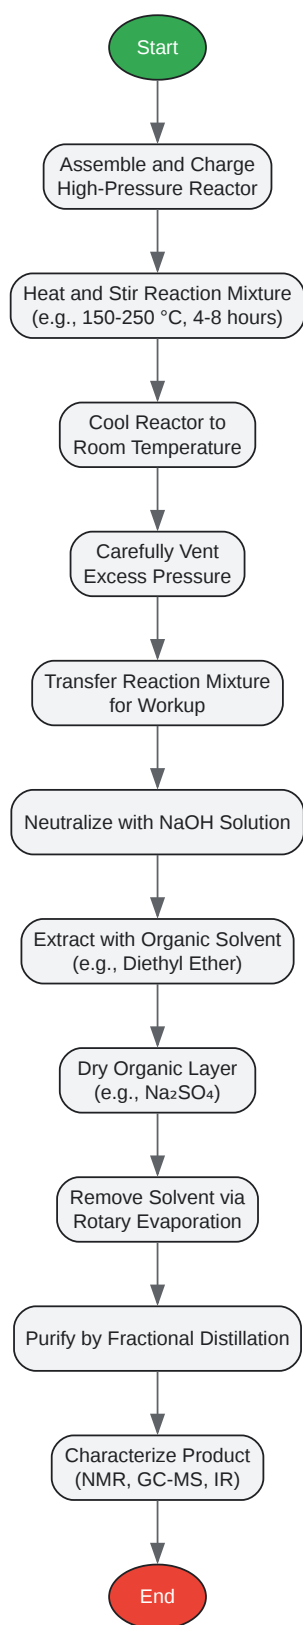 Start
Assemble and Charge
High-Pressure Reactor
Heat and Stir Reaction Mixture
(e.g., 150-250 °C, 4-8 hours)
Cool Reactor to
Room Temperature
Carefully Vent
Excess Pressure
Transfer Reaction Mixture
for Workup
Neutralize with NaOH Solution
Extract with Organic Solvent
(e.g., Diethyl Ether)
Dry Organic Layer
(e.g., Na₂SO₄)
Remove Solvent via
Rotary Evaporation
Purify by Fractional Distillation
Characterize Product
(NMR, GC-MS, IR)
End